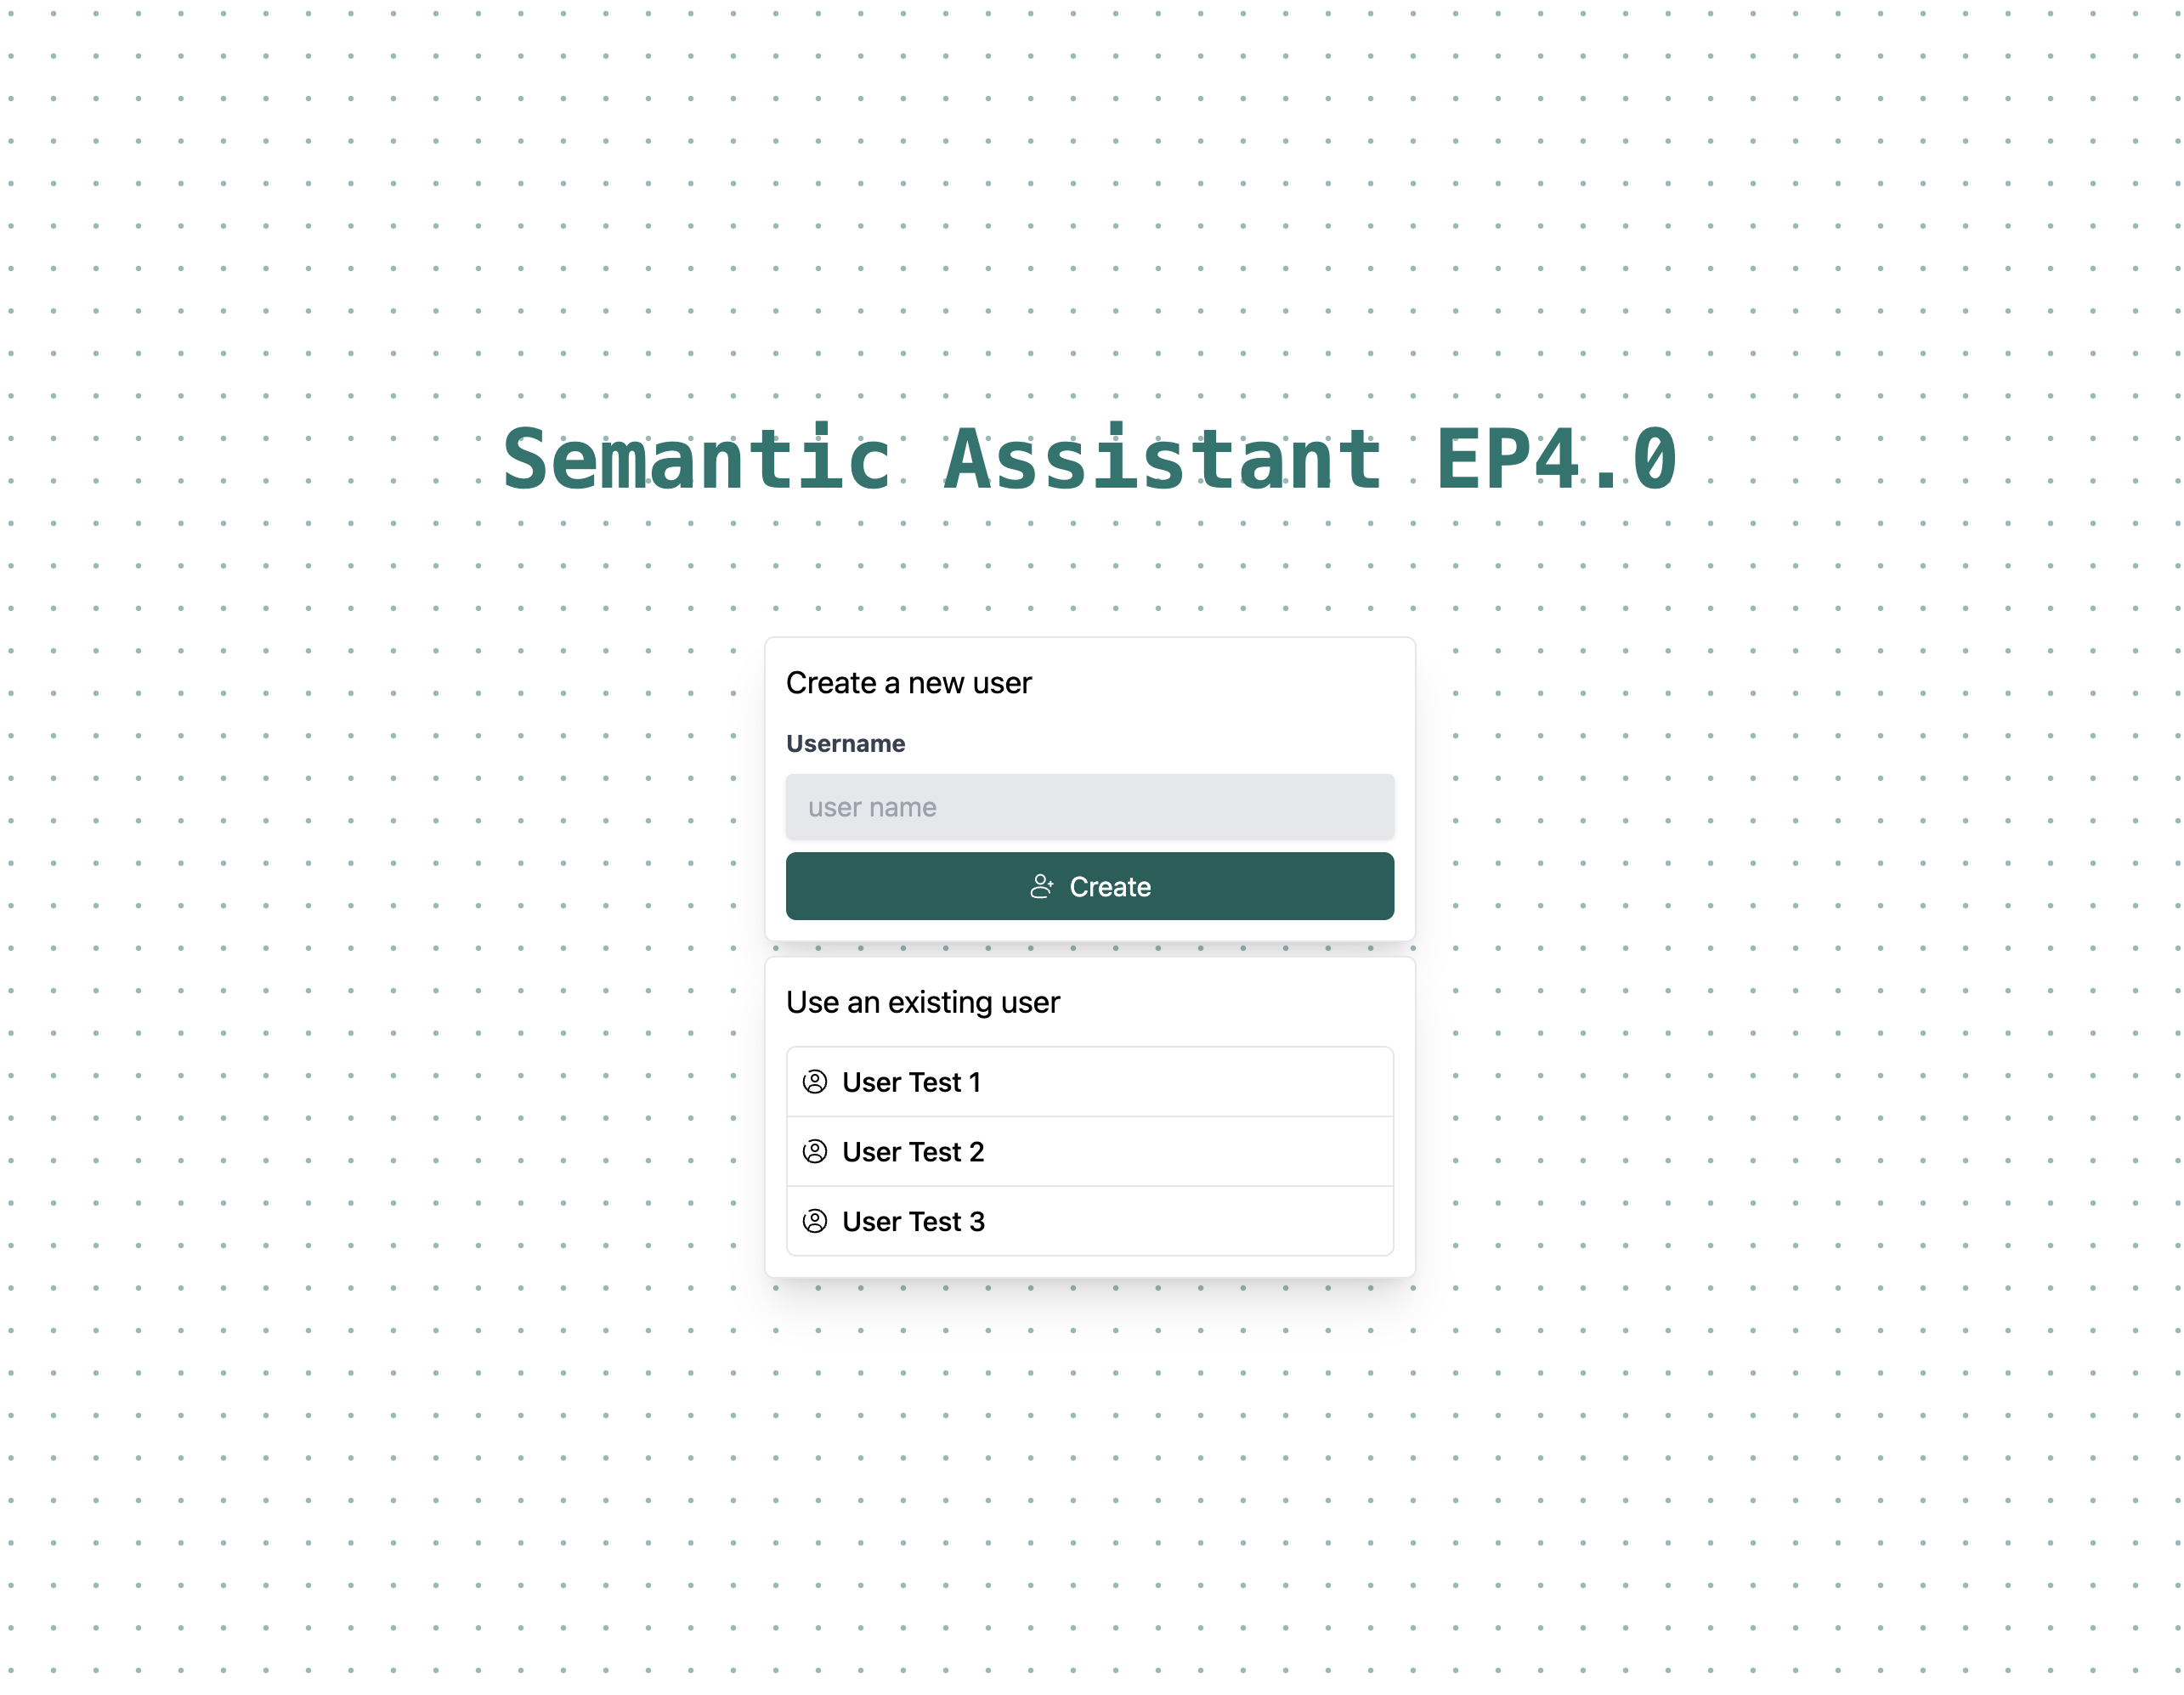 Semantic Assistant EP4.0
Create a new user
Username
user name
Create
Use an existing user
User Test 1
User Test 2
User Test 3